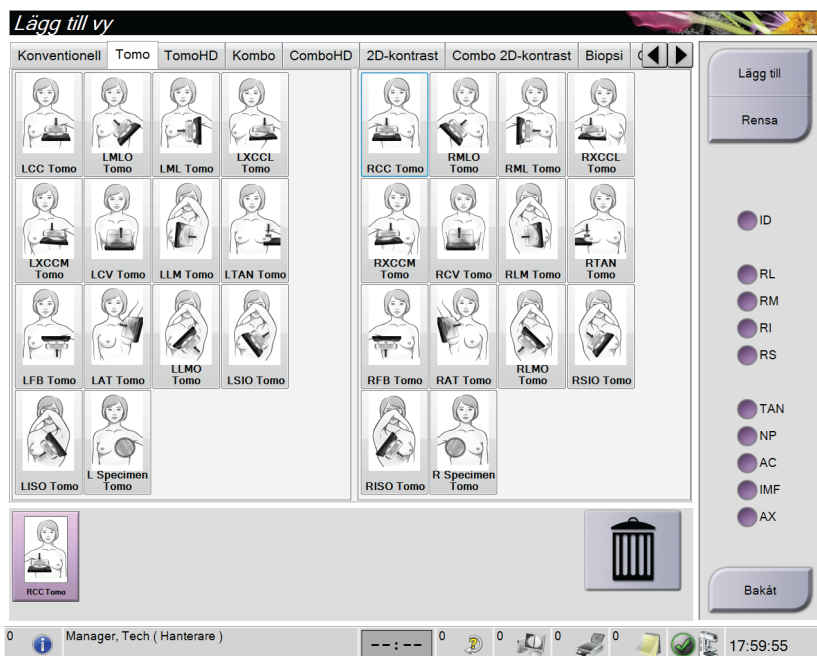 Lägg till vy
Konventionell Tomo TomoHD Kombo ComboHD 2D-kontrast Combo 2D-kontrast Biopsi
LCC Tomo
LMLO
Tomo
LML Tomo
LXCCL
Tomo
RCC Tomo
RMLO
Tomo
RML Tomo
RXCCL
Tomo
LXCCM
Tomo
LCV Tomo
LLM Tomo
LTAN Tomo
RXCCM
Tomo
RCV Tomo
RLM Tomo
RTAN
Tomo
LFB Tomo
LAT Tomo
LLMO
Tomo
LSIO Tomo
RFB Tomo
RAT Tomo
RLMO
Tomo
RSIO Tomo
LISO Tomo
L Specimen
Tomo
RISO Tomo
R Specimen
Tomo
Lägg till
Rensa
ID
RL
RM
RI
RS
TAN
NP
AC
IMF
AX
Bakåt
RCC Tomo
0 Manager, Tech ( Hanterare ) --:-- 0 0 0 0 17:59:55